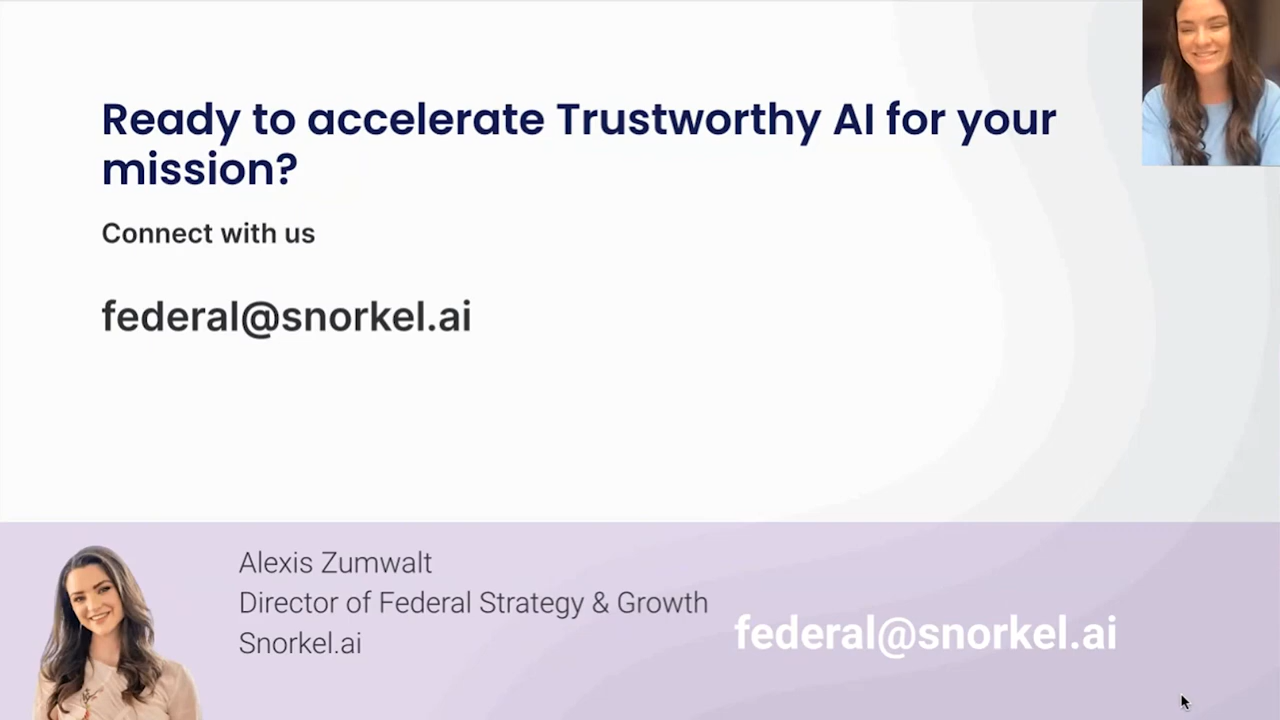 Ready to accelerate Trustworthy AI for your
mission?
Connect with us
federal@snorkel.ai
Alexis Zumwalt
Director of Federal Strategy & Growth
Snorkel.ai
federal@snorkel.ai